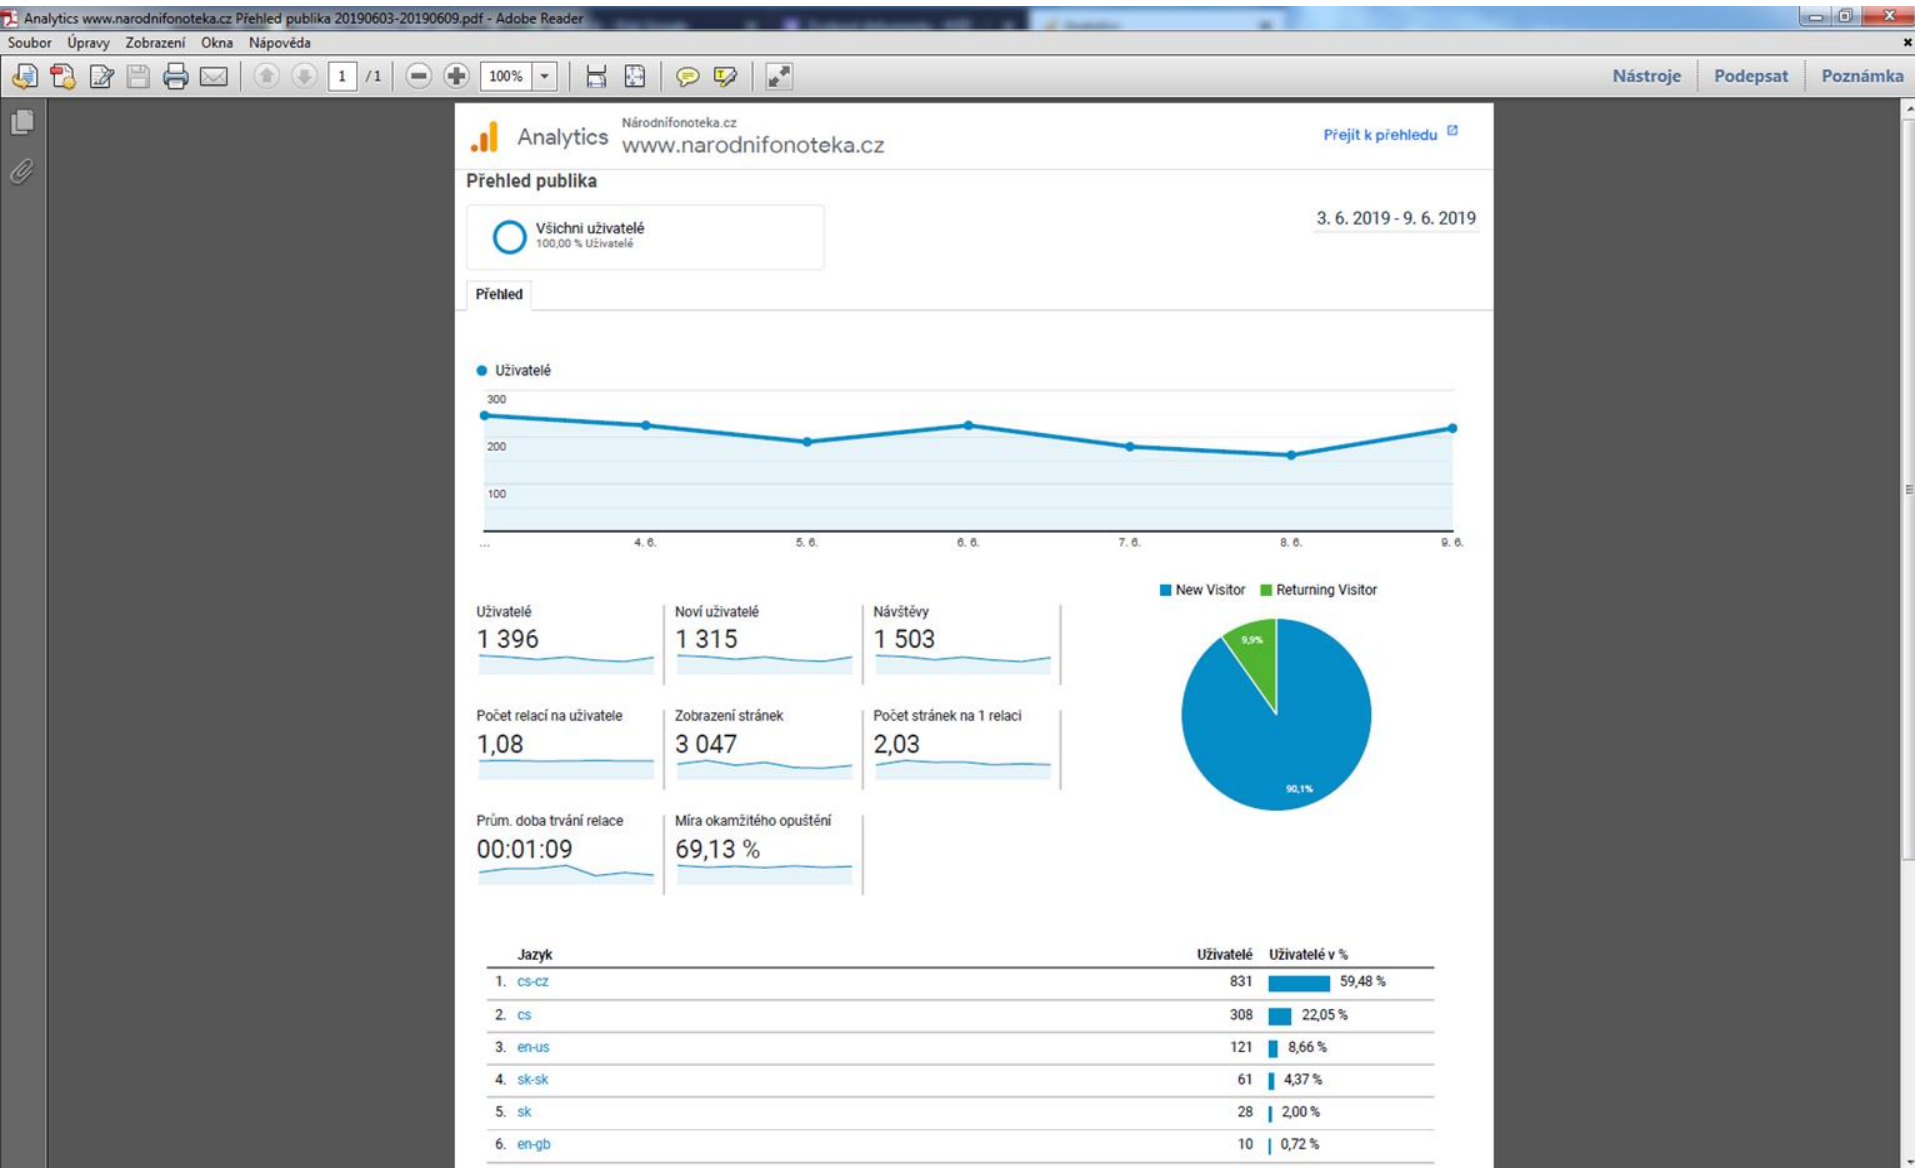 Analytics www.narodnifonoteka.cz Přehled publika 20190603-20190609.pdf - Adobe Reader
Soubor Úpravy Zobrazení Okna Nápověda
1 /1 100% Nástroje Podepsat Poznámka
Analytics
Národnífonoteka.cz
www.narodnifonoteka.cz
Přejít k přehledu
Přehled publika
Všichni uživatelé
100,00 % Uživatelé
3. 6. 2019 - 9. 6. 2019
Přehled
Uživatelé
300
200
100
... 4. 6. 5. 6. 6. 6. 7. 6. 8. 6. 9. 6.
New Visitor Returning Visitor
9,9%
90,1%
Uživatelé Noví uživatelé Návštěvy
1 396 1 315 1 503
Počet relací na uživatele Zobrazení stránek Počet stránek na 1 relaci
1,08 3 047 2,03
Prům. doba trvání relace Míra okamžitého opuštění
00:01:09 69,13 %
Jazyk Uživatelé Uživatelé v %
1. cs-cz 831 59,48 %
2. cs 308 22,05 %
3. en-us 121 8,66 %
4. sk-sk 61 4,37 %
5. sk 28 2,00 %
6. en-gb 10 0,72 %